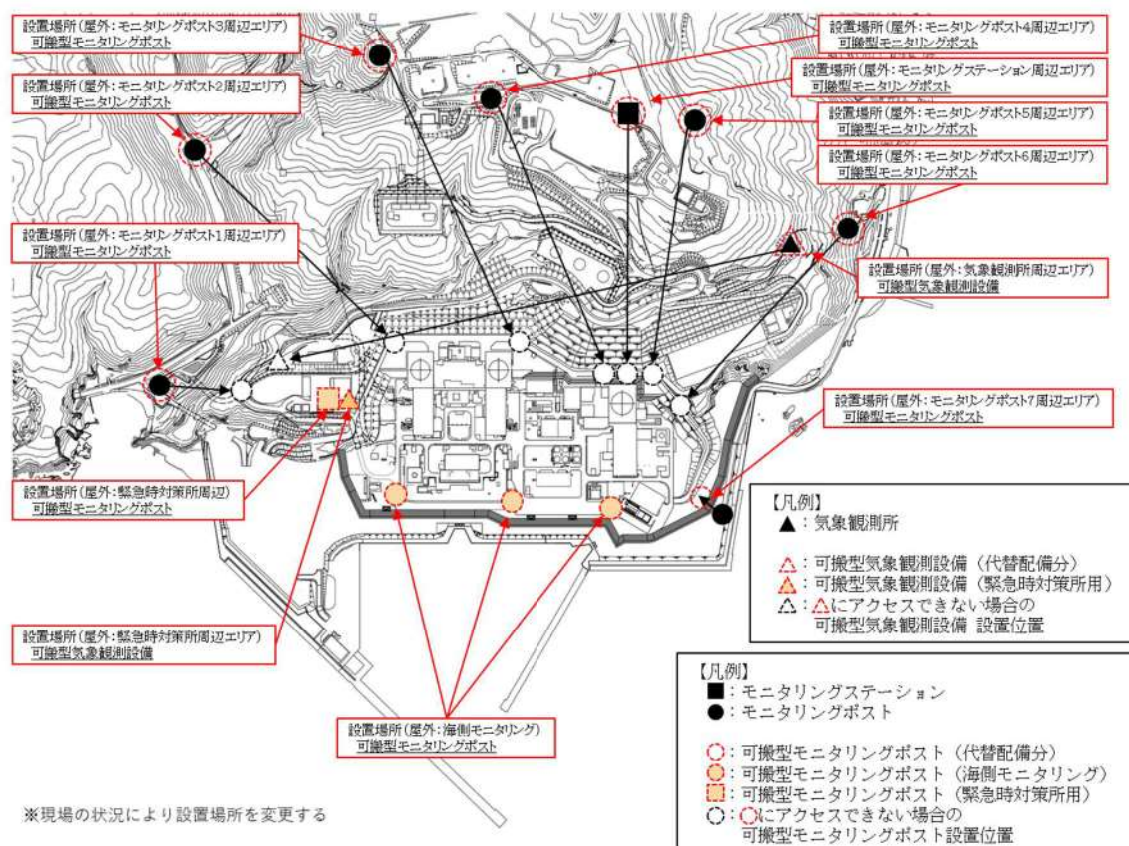 設置場所(屋外:モニタリングポスト3周辺エリア)
可搬型モニタリングポスト
設置場所(屋外:モニタリングポスト2周辺エリア)
可搬型モニタリングポスト
設置場所(屋外:モニタリングポスト4周辺エリア)
可搬型モニタリングポスト
設置場所(屋外:モニタリングステーション周辺エリア)
可搬型モニタリングポスト
設置場所(屋外:モニタリングポスト5周辺エリア)
可搬型モニタリングポスト
設置場所(屋外:モニタリングポスト6周辺エリア)
可搬型モニタリングポスト
設置場所(屋外:モニタリングポスト1周辺エリア)
可搬型モニタリングポスト
設置場所(屋外:気象観測所周辺エリア)
可搬型気象観測設備
設置場所(屋外:モニタリングポスト7周辺エリア)
可搬型モニタリングポスト
設置場所(屋外:緊急時対策所周辺)
可搬型モニタリングポスト
設置場所(屋外:緊急時対策所周辺エリア)
可搬型気象観測設備
設置場所(屋外:海側モニタリング)
可搬型モニタリングポスト
【凡例】
▲:気象観測所
△:可搬型気象観測設備(代替配備分)
△:可搬型気象観測設備(緊急時対策所用)
△:△にアクセスできない場合の
可搬型気象観測設備 設置位置
【凡例】
■:モニタリングステーション
●:モニタリングポスト
○:可搬型モニタリングポスト(代替配備分)
○:可搬型モニタリングポスト(海側モニタリング)
□:可搬型モニタリングポスト(緊急時対策所用)
○:○にアクセスできない場合の
可搬型モニタリングポスト設置位置
※現場の状況により設置場所を変更する